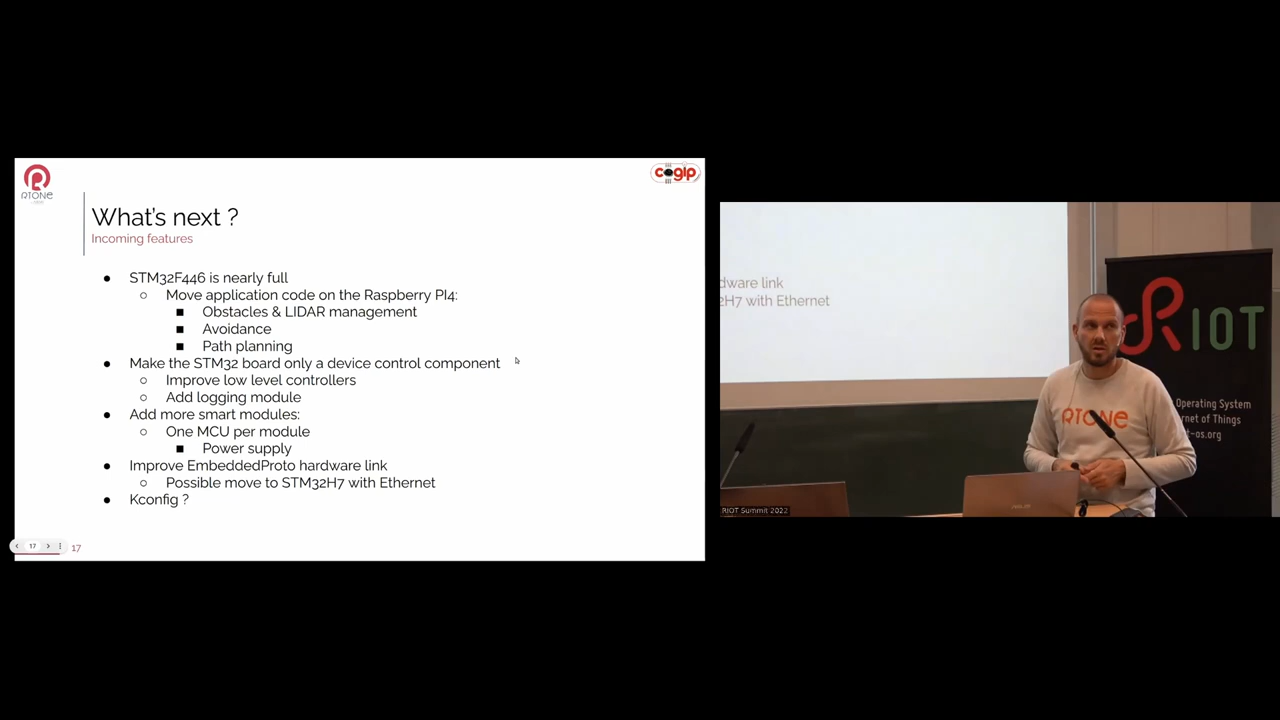 RTONE
cogip
What's next ?
Incoming features
● STM32F446 is nearly full
○ Move application code on the Raspberry PI4:
■ Obstacles & LIDAR management
■ Avoidance
■ Path planning
● Make the STM32 board only a device control component
○ Improve low level controllers
○ Add logging module
● Add more smart modules:
○ One MCU per module
■ Power supply
● Improve EmbeddedProto hardware link
○ Possible move to STM32H7 with Ethernet
● Kconfig ?
17
17
dware link
2H7 with Ethernet
RIOT
Operating System
net of Things
t-os.org
RTONE
RIOT Summit 2022